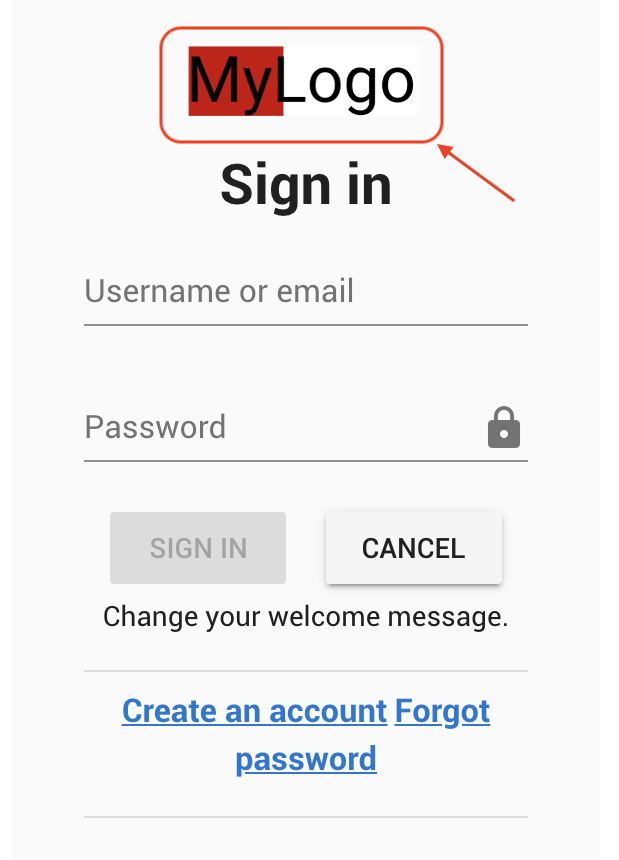 MyLogo
Sign in
Username or email
Password
SIGN IN CANCEL
Change your welcome message.
Create an account Forgot
password